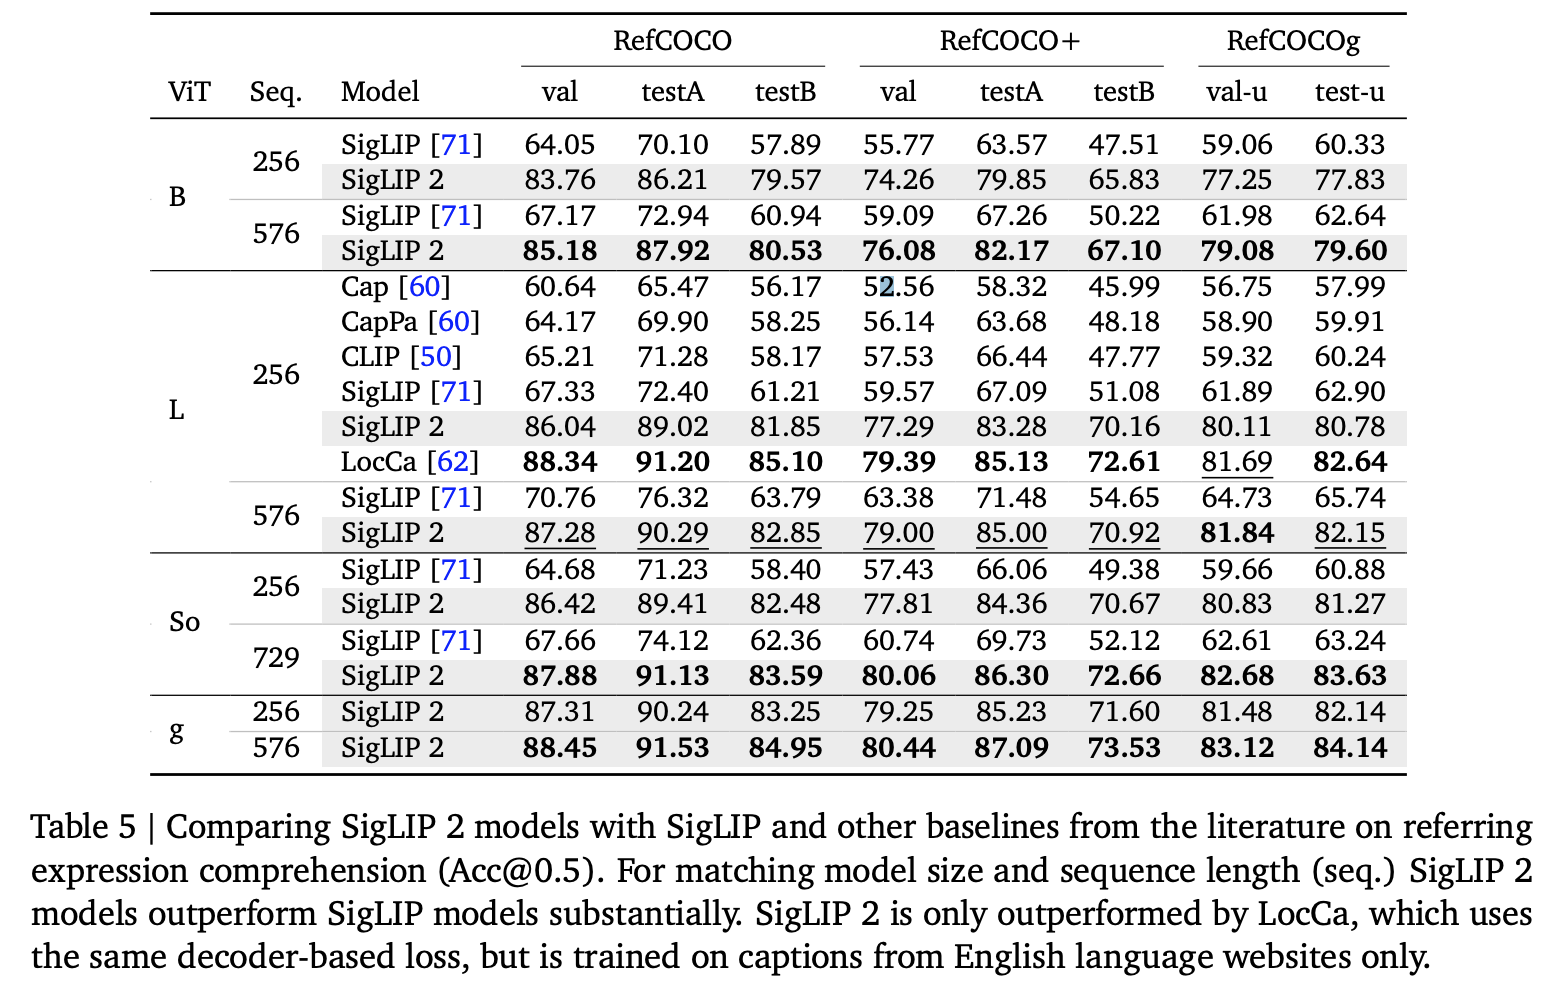 RefCOCO RefCOCO+ RefCOCOg
ViT Seq. Model val testA testB val testA testB val-u test-u
B 256 SigLIP [71] 64.05 70.10 57.89 55.77 63.57 47.51 59.06 60.33
SigLIP 2 83.76 86.21 79.57 74.26 79.85 65.83 77.25 77.83
576 SigLIP [71] 67.17 72.94 60.94 59.09 67.26 50.22 61.98 62.64
SigLIP 2 85.18 87.92 80.53 76.08 82.17 67.10 79.08 79.60
L 256 Cap [60] 60.64 65.47 56.17 52.56 58.32 45.99 56.75 57.99
CapPa [60] 64.17 69.90 58.25 56.14 63.68 48.18 58.90 59.91
CLIP [50] 65.21 71.28 58.17 57.53 66.44 47.77 59.32 60.24
SigLIP [71] 67.33 72.40 61.21 59.57 67.09 51.08 61.89 62.90
SigLIP 2 86.04 89.02 81.85 77.29 83.28 70.16 80.11 80.78
LocCa [62] 88.34 91.20 85.10 79.39 85.13 72.61 81.69 82.64
576 SigLIP [71] 70.76 76.32 63.79 63.38 71.48 54.65 64.73 65.74
SigLIP 2 87.28 90.29 82.85 79.00 85.00 70.92 81.84 82.15
So 256 SigLIP [71] 64.68 71.23 58.40 57.43 66.06 49.38 59.66 60.88
SigLIP 2 86.42 89.41 82.48 77.81 84.36 70.67 80.83 81.27
729 SigLIP [71] 67.66 74.12 62.36 60.74 69.73 52.12 62.61 63.24
SigLIP 2 87.88 91.13 83.59 80.06 86.30 72.66 82.68 83.63
g 256 SigLIP 2 87.31 90.24 83.25 79.25 85.23 71.60 81.48 82.14
576 SigLIP 2 88.45 91.53 84.95 80.44 87.09 73.53 83.12 84.14
Table 5 | Comparing SigLIP 2 models with SigLIP and other baselines from the literature on referring
expression comprehension (Acc@0.5). For matching model size and sequence length (seq.) SigLIP 2
models outperform SigLIP models substantially. SigLIP 2 is only outperformed by LocCa, which uses
the same decoder-based loss, but is trained on captions from English language websites only.